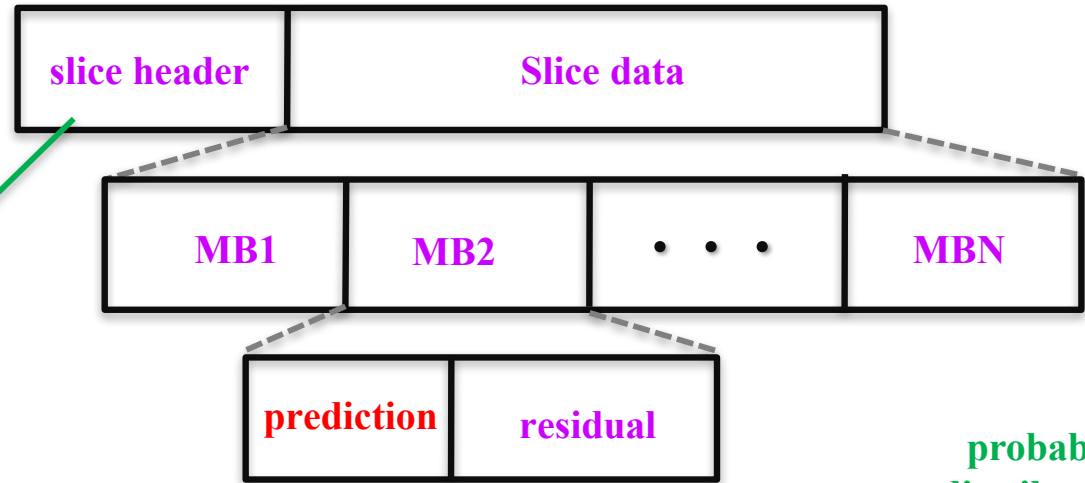 slice header Slice data
MB1 MB2 • • • MBN
prediction residual